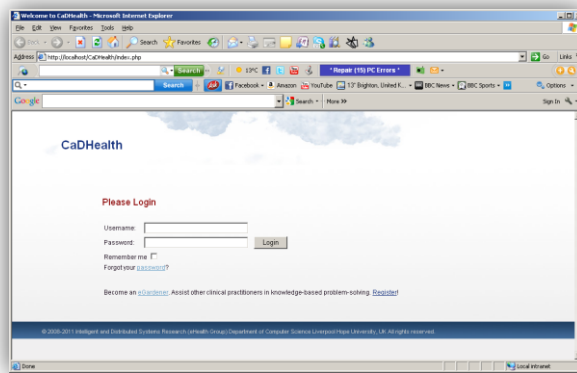 Welcome to CaDHealth - Microsoft Internet Explorer
File Edit View Favorites Tools Help
Back Search Favorites
Address http://localhost/CaDHealth/index.php Go Links
Search 13°C *Repair (15) PC Errors *
Search Facebook Amazon YouTube 13° Brighton, United K... BBC News BBC Sports Options
Google Search More >> Sign In
CaDHealth
Please Login
Username:
Password: Login
Remember me
Forgot your password?
Become an eGardener. Assist other clinical practitioners in knowledge-based problem-solving. Register!
© 2008-2011 Intelligent and Distributed Systems Research (eHealth Group) Department of Computer Science Liverpool Hope University, UK All rights reserved.
Done Local intranet